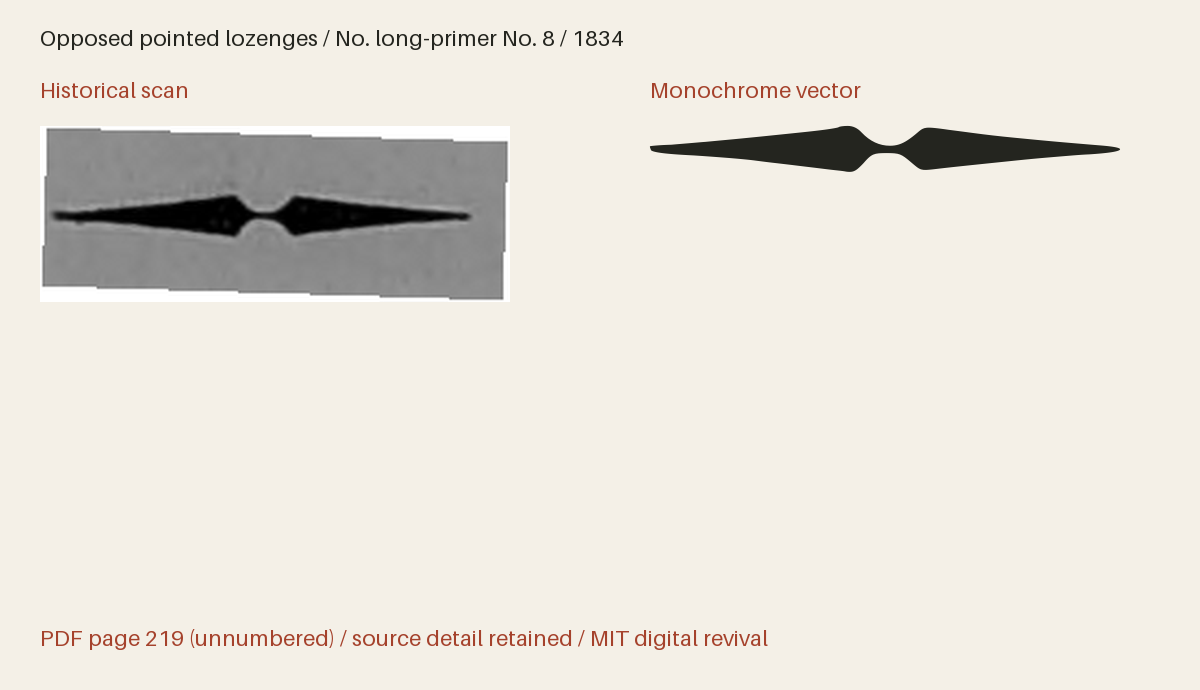 Opposed pointed lozenges / No. long-primer No. 8 / 1834
Historical scan
Monochrome vector
PDF page 219 (unnumbered) / source detail retained / MIT digital revival